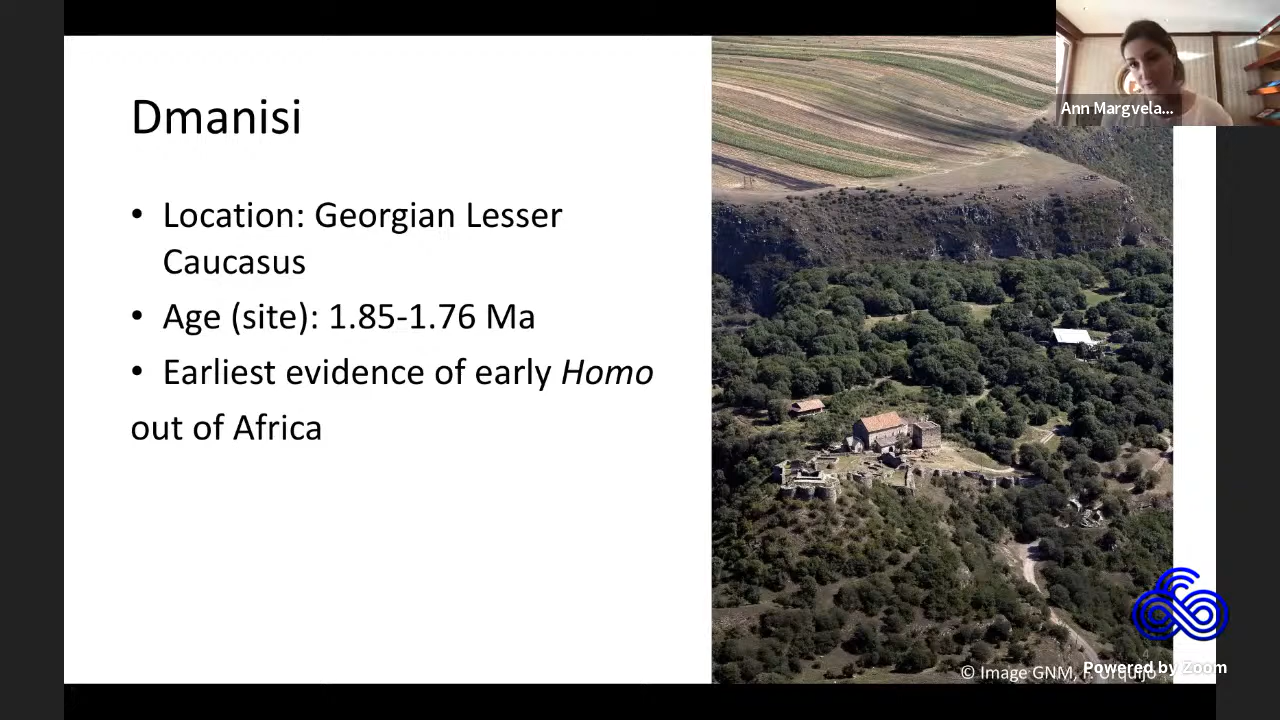 Dmanisi
• Location: Georgian Lesser
Caucasus
• Age (site): 1.85-1.76 Ma
• Earliest evidence of early Homo
out of Africa
Ann Margvela...
© Image GNM, F. Urquijo
Powered by Zoom